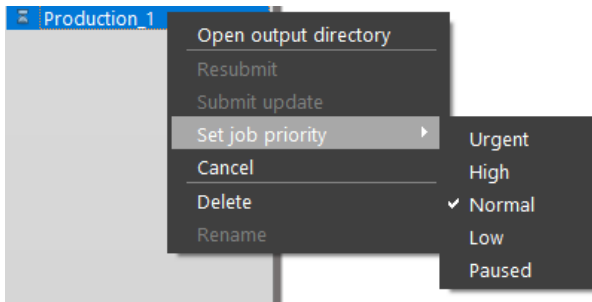 Production_1
Open output directory
Resubmit
Submit update
Set job priority
Cancel
Delete
Rename
Urgent
High
Normal
Low
Paused